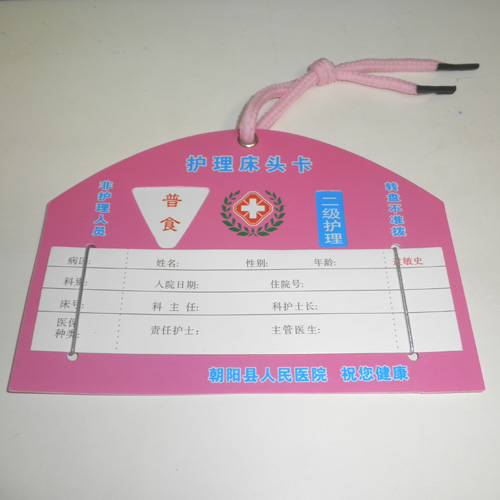 护理床头卡
非护理人员
普食
二级护理
转盘不准拨
病区: 姓名: 性别: 年龄: 过敏史
科别: 入院日期: 住院号:
床号: 科主任: 科护士长:
医保种类: 责任护士: 主管医生:
朝阳县人民医院 祝您健康